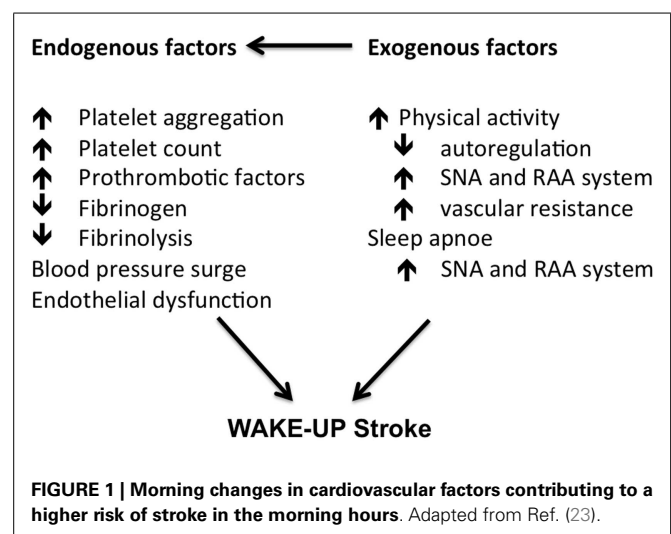 Endogenous factors
Exogenous factors
Platelet aggregation
Platelet count
Prothrombotic factors
Fibrinogen
Fibrinolysis
Blood pressure surge
Endothelial dysfunction
Physical activity
autoregulation
SNA and RAA system
vascular resistance
Sleep apnoe
SNA and RAA system
WAKE-UP Stroke
FIGURE 1 | Morning changes in cardiovascular factors contributing to a
higher risk of stroke in the morning hours. Adapted from Ref. (23).